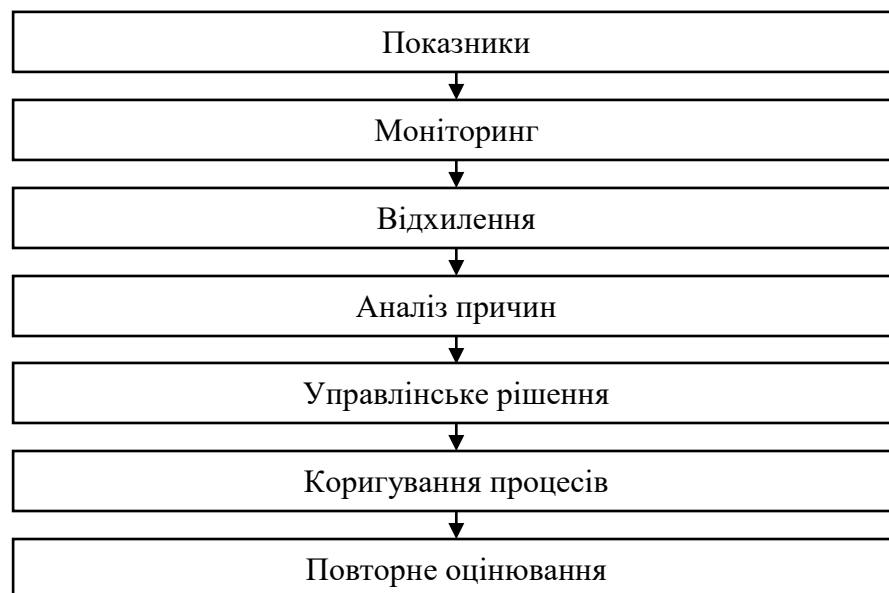 Показники
Моніторинг
Відхилення
Аналіз причин
Управлінське рішення
Коригування процесів
Повторне оцінювання